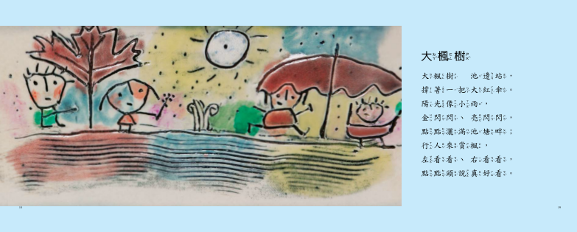 大楓樹
大楓樹 池邊站，
撐著一把大紅傘。
陽光像小雨，
金閃閃、亮閃閃，
點點灑滿池塘畔；
行人來賞楓，
左看看、右看看，
點點頭說真好看。